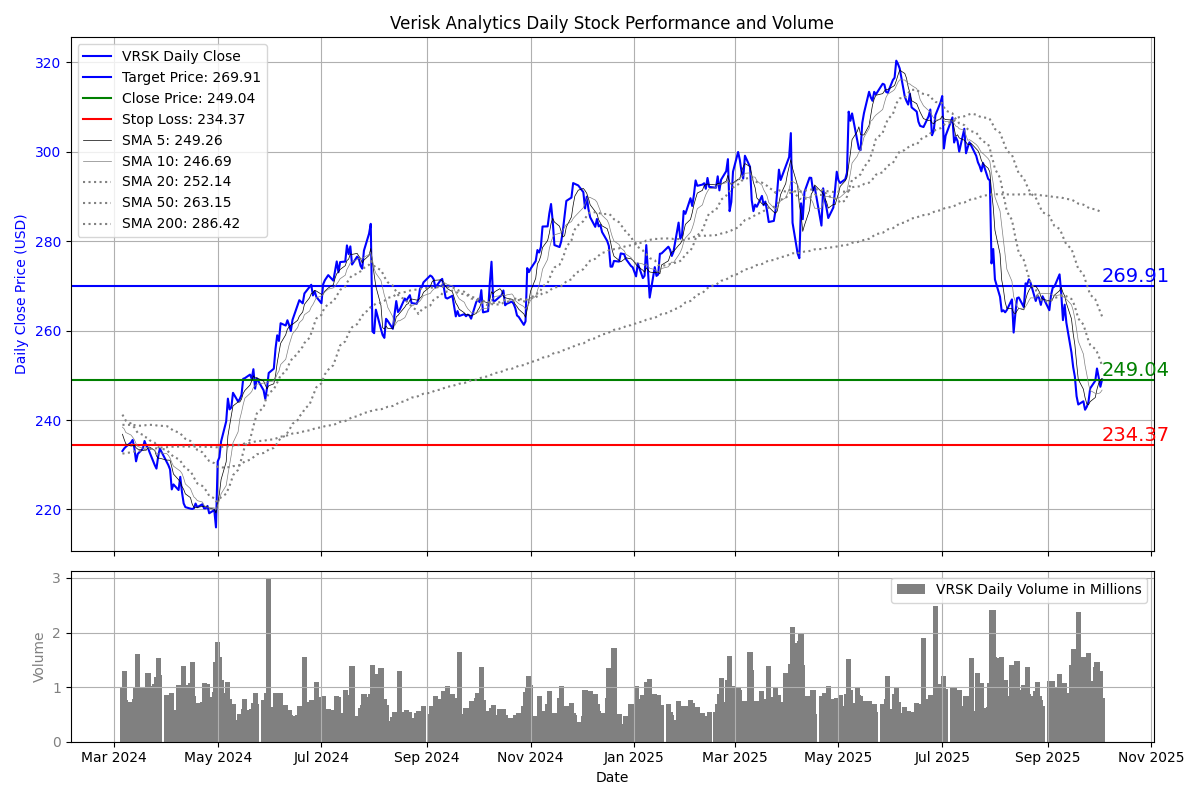 Verisk Analytics Daily Stock Performance and Volume
VRSK Daily Close
Target Price: 269.91
Close Price: 249.04
Stop Loss: 234.37
SMA 5: 249.26
SMA 10: 246.69
SMA 20: 252.14
SMA 50: 263.15
SMA 200: 286.42
Daily Close Price (USD)
320
300
280
260
240
220
269.91
249.04
234.37
VRSK Daily Volume in Millions
Volume
3
2
1
0
Mar 2024 May 2024 Jul 2024 Sep 2024 Nov 2024 Jan 2025 Mar 2025 May 2025 Jul 2025 Sep 2025 Nov 2025
Date